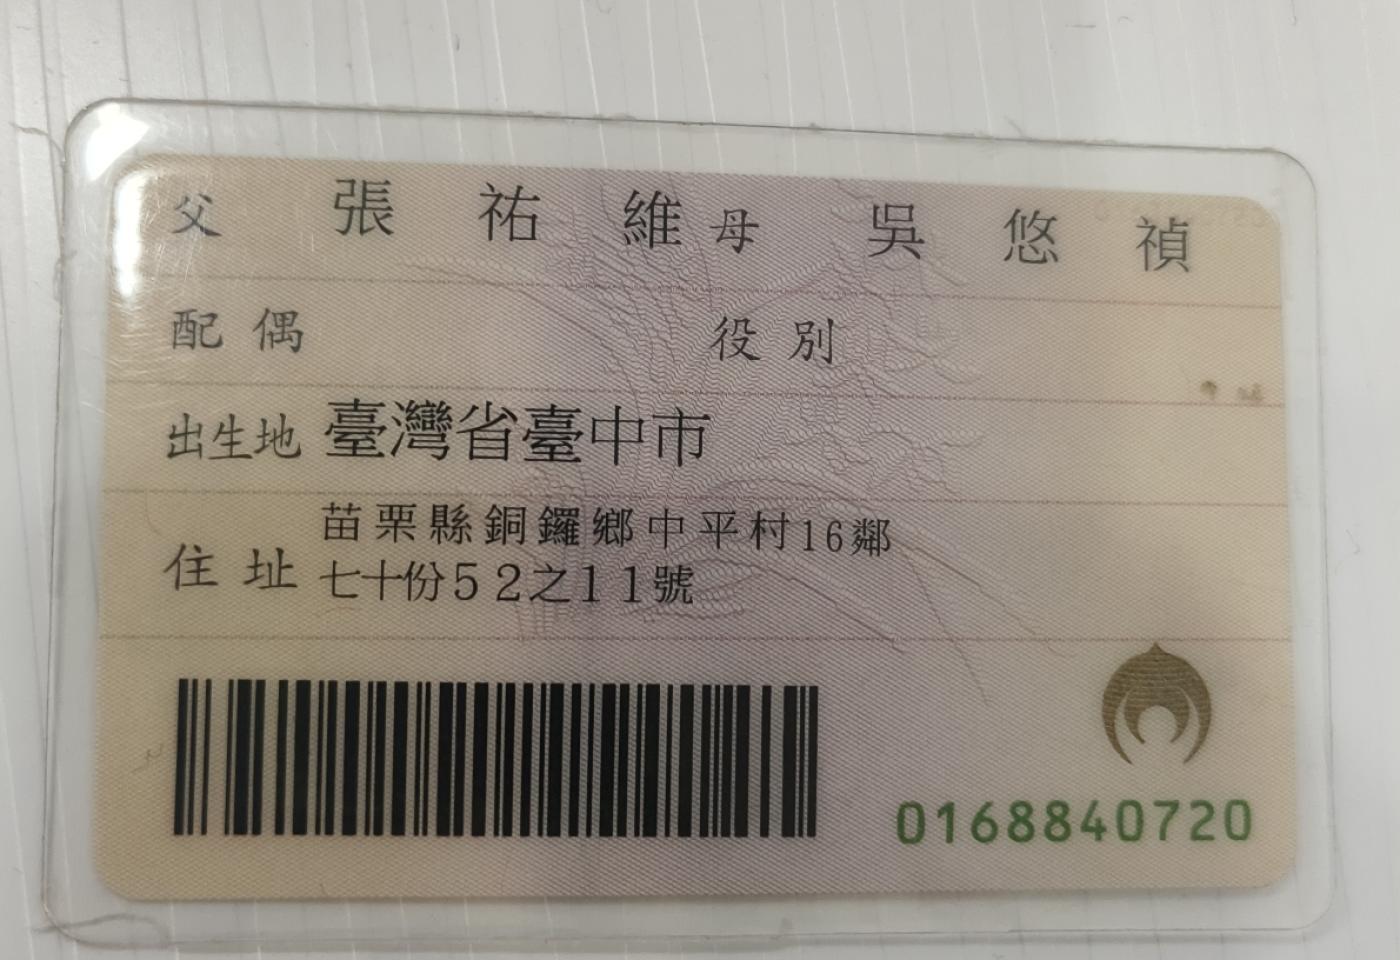 父 張祐維 母 吳悠禎
配偶 役別
出生地 臺灣省臺中市
住址 苗栗縣銅鑼鄉中平村16鄰
七十份52之11號
0168840720